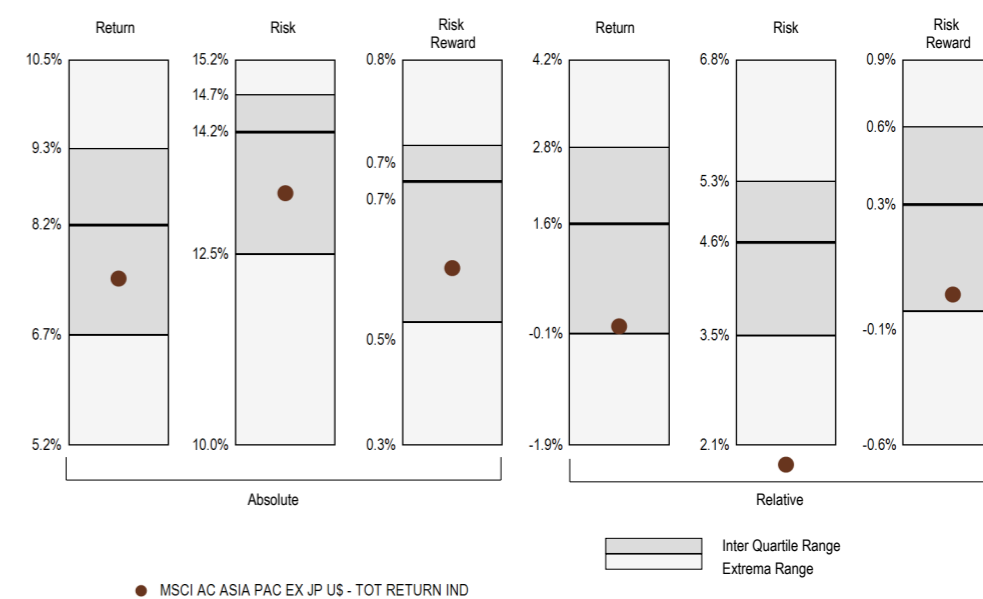 Return
Risk
Risk
Reward
Return
Risk
Risk
Reward
10.5%
9.3%
8.2%
6.7%
5.2%
15.2%
14.7%
14.2%
12.5%
10.0%
0.8%
0.7%
0.7%
0.5%
0.3%
4.2%
2.8%
1.6%
-0.1%
-1.9%
6.8%
5.3%
4.6%
3.5%
2.1%
0.9%
0.6%
0.3%
-0.1%
-0.6%
Absolute
Relative
Inter Quartile Range
Extrema Range
MSCI AC ASIA PAC EX JP U$ - TOT RETURN IND